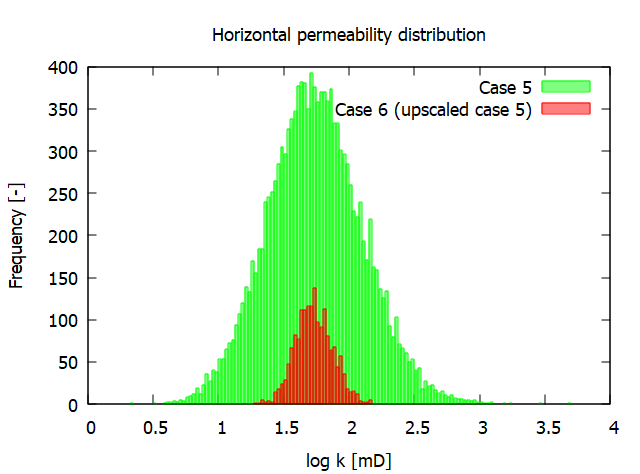 Horizontal permeability distribution
400
350
300
250
200
150
100
50
0
Frequency [-]
Case 5
Case 6 (upscaled case 5)
0 0.5 1 1.5 2 2.5 3 3.5 4
log k [mD]